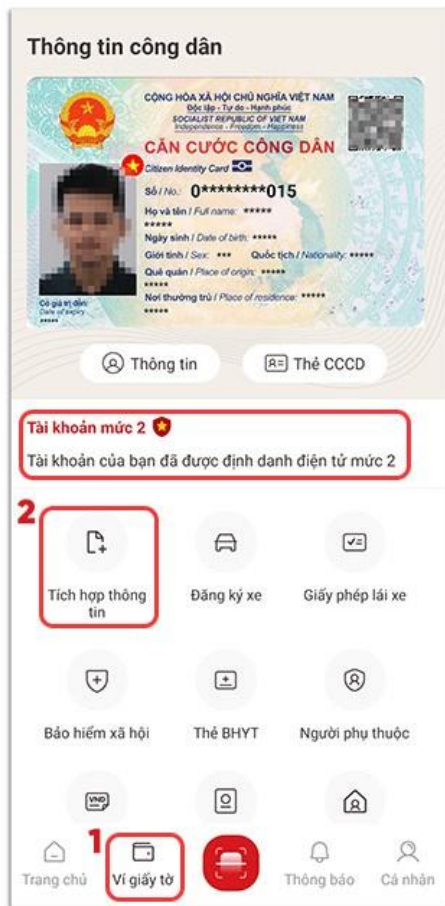 Thông tin công dân
CỘNG HÒA XÃ HỘI CHỦ NGHĨA VIỆT NAM
Độc lập - Tự do - Hạnh phúc
SOCIALIST REPUBLIC OF VIET NAM
Independence - Freedom - Happiness
CĂN CƯỚC CÔNG DÂN
Citizen Identity Card
Số / No.: 0********015
Họ và tên / Full name: *****
*****
Ngày sinh / Date of birth: *****
Giới tính / Sex: *** Quốc tịch / Nationality: *****
Quê quán / Place of origin: *****
*****
Nơi thường trú / Place of residence: *****
*****
Có giá trị đến:
Date of expiry
*****
Thông tin
Thẻ CCCD
Tài khoản mức 2
Tài khoản của bạn đã được định danh điện tử mức 2
2
Tích hợp thông
tin
Đăng ký xe
Giấy phép lái xe
Bảo hiểm xã hội
Thẻ BHYT
Người phụ thuộc
VND
1
Trang chủ
Ví giấy tờ
Thông báo
Cá nhân